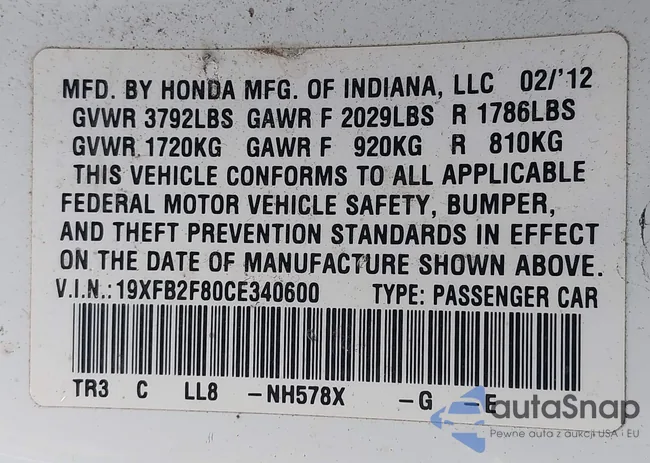 MFD. BY HONDA MFG. OF INDIANA, LLC 02/'12
GVWR 3792LBS GAWR F 2029LBS R 1786LBS
GVWR 1720KG GAWR F 920KG R 810KG
THIS VEHICLE CONFORMS TO ALL APPLICABLE
FEDERAL MOTOR VEHICLE SAFETY, BUMPER,
AND THEFT PREVENTION STANDARDS IN EFFECT
ON THE DATE OF MANUFACTURE SHOWN ABOVE.
V.I.N.:19XFB2F80CE340600 TYPE: PASSENGER CAR
TR3 C LL8 -NH578X -G -E
autaSnap
Pewne auta z aukcji USA i EU